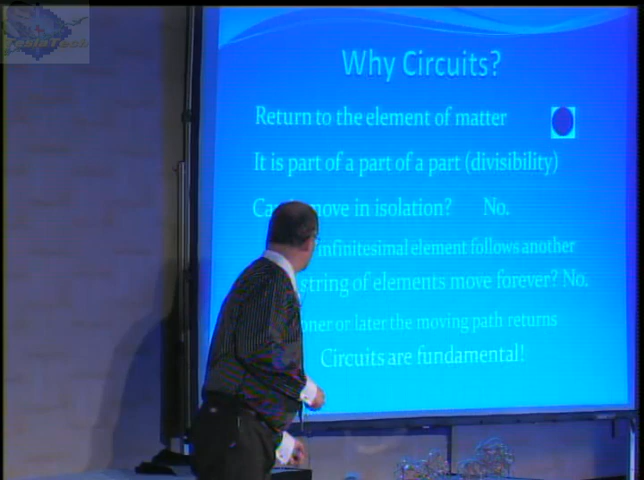 TeslaTech
Why Circuits?
Return to the element of matter
It is part of a part of a part (divisibility)
move in isolation? No.
infinitesimal element follows another
string of elements move forever? No.
or later the moving path returns
Circuits are fundamental!